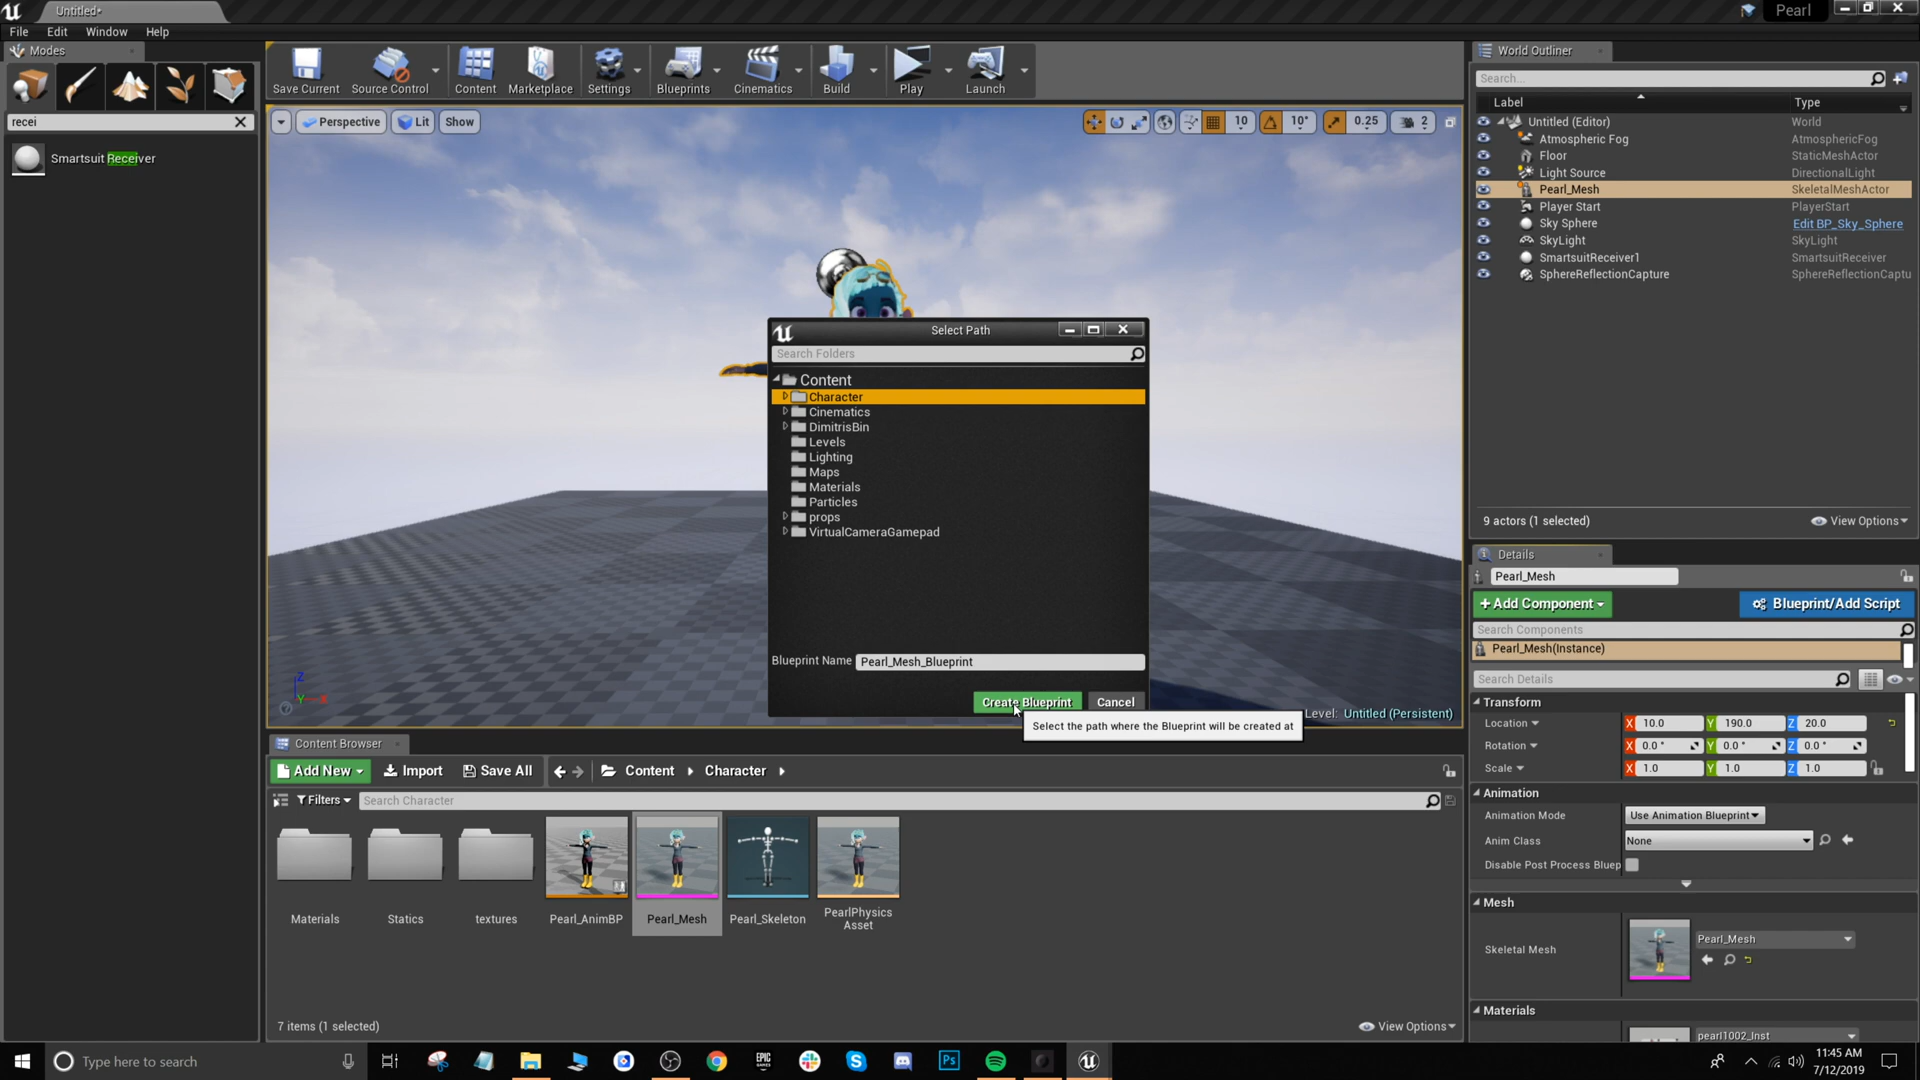 Untitled*
Pearl
File Edit Window Help
Modes
recei
Smartsuit Receiver
Save Current
Source Control
Content
Marketplace
Settings
Blueprints
Cinematics
Build
Play
Launch
Perspective
Lit
Show
10
10°
0.25
2
World Outliner
Search...
Label Type
Untitled (Editor) World
Atmospheric Fog AtmosphericFog
Floor StaticMeshActor
Light Source DirectionalLight
Pearl_Mesh SkeletalMeshActor
Player Start PlayerStart
Sky Sphere Edit BP_Sky_Sphere
SkyLight SkyLight
SmartsuitReceiver1 SmartsuitReceiver
SphereReflectionCapture SphereReflectionCaptu
9 actors (1 selected)
View Options
Select Path
Search Folders
Content
Character
Cinematics
DimitrisBin
Levels
Lighting
Maps
Materials
Particles
props
VirtualCameraGamepad
Blueprint Name Pearl_Mesh_Blueprint
Create Blueprint Cancel
Select the path where the Blueprint will be created at
Level: Untitled (Persistent)
Z
X
Y
Details
Pearl_Mesh
+ Add Component
Blueprint/Add Script
Search Components
Pearl_Mesh(Instance)
Search Details
Transform
Location X 10.0 Y 190.0 Z 20.0
Rotation X 0.0 ° Y 0.0 ° Z 0.0 °
Scale X 1.0 Y 1.0 Z 1.0
Animation
Animation Mode Use Animation Blueprint
Anim Class None
Disable Post Process Bluep
Mesh
Skeletal Mesh Pearl_Mesh
Materials
pearl1002_Inst
Content Browser
Add New Import Save All Content Character
Filters Search Character
Materials
Statics
textures
Pearl_AnimBP
Pearl_Mesh
Pearl_Skeleton
PearlPhysics
Asset
7 items (1 selected)
View Options
Type here to search
EPIC
GAMES
Ps
11:45 AM
7/12/2019